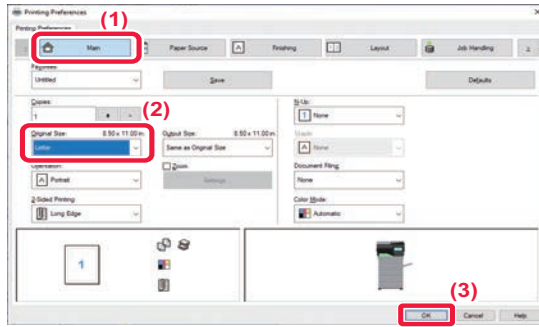 Printing Preferences
(1)
Printing Preferences
Main
Paper Source
Finishing
Layout
Job Handling
Favorites:
Untitled
Save
Defaults
Copies:
1
(2)
N-Up:
None
Original Size: 8.50 x 11.00 in.
Output Size: 8.50 x 11.00 in.
Letter
Same as Original Size
Staple:
None
Orientation:
Zoom
Document Filing:
Portrait
Settings
None
2-Sided Printing:
Color Mode:
Long Edge
Automatic
1
(3)
OK
Cancel
Help